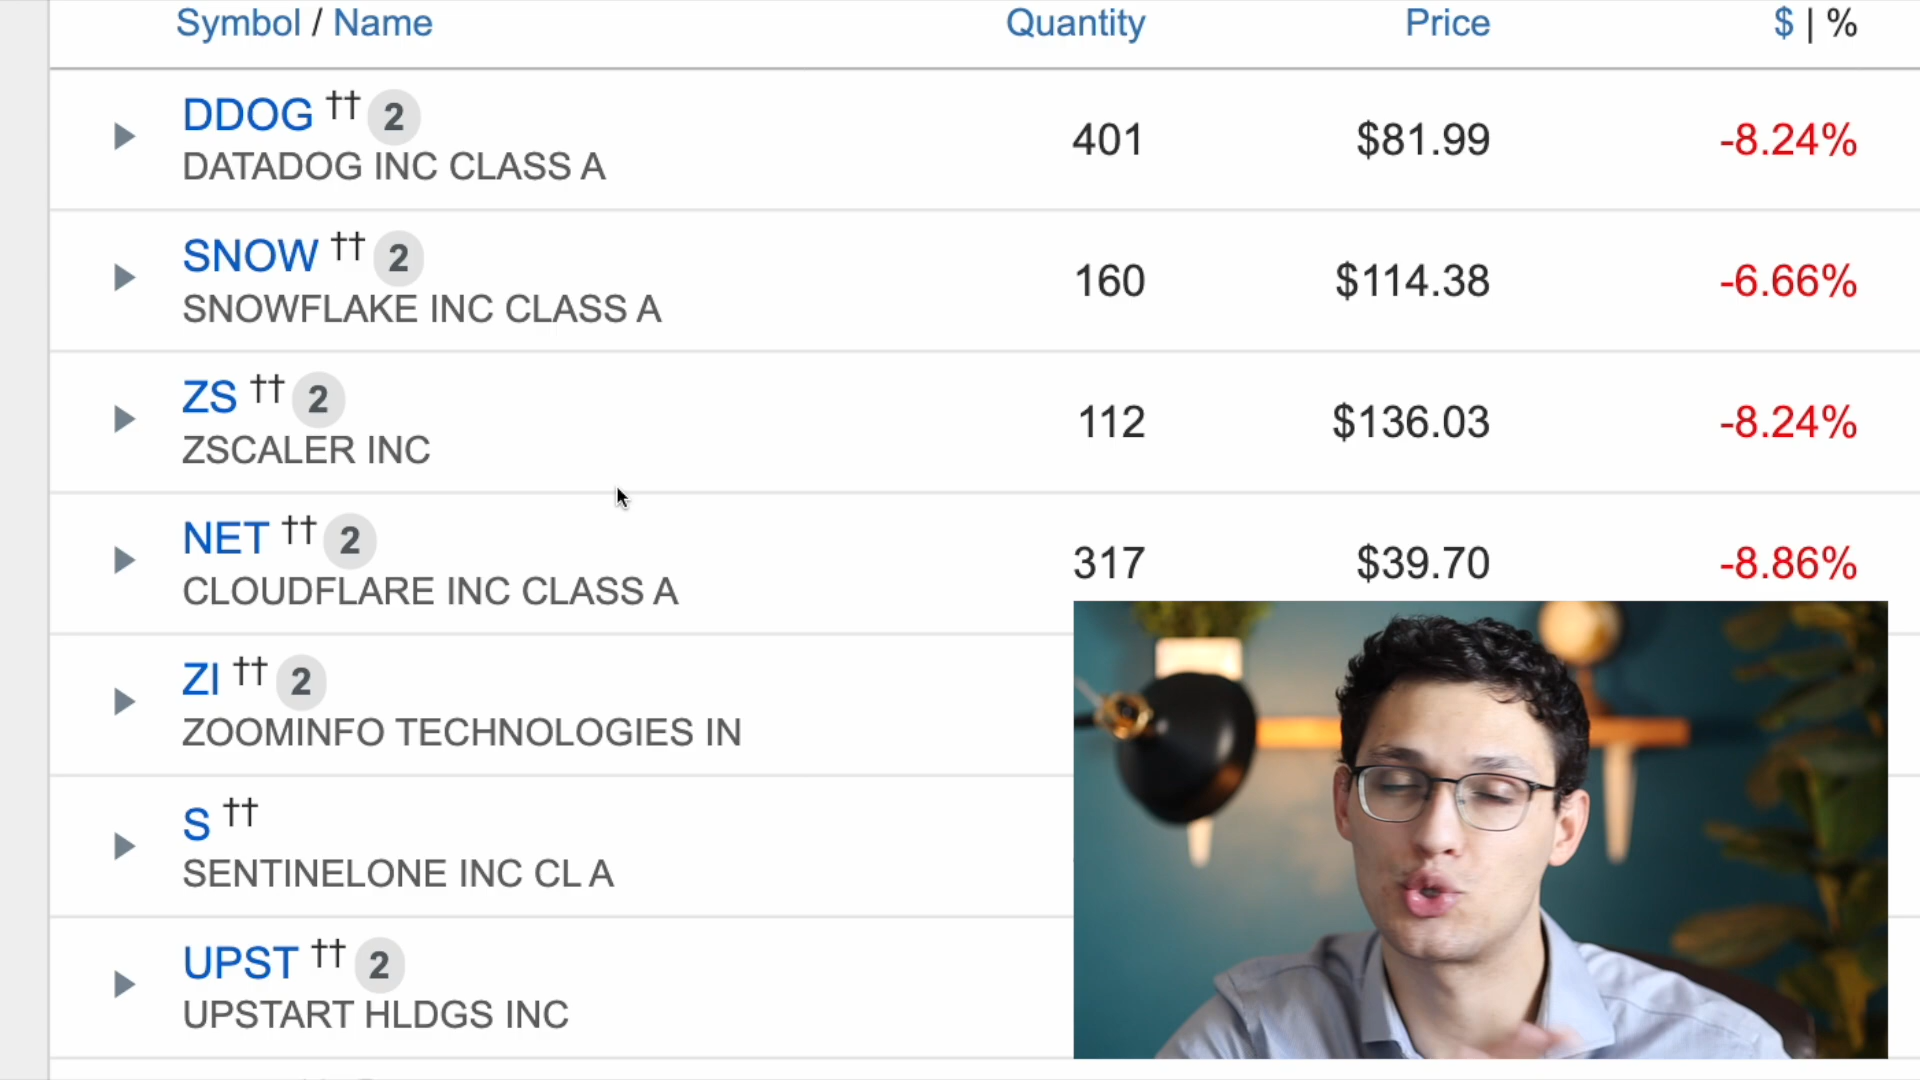 Symbol / Name Quantity Price $ | %
DDOG †† 2
DATADOG INC CLASS A
401 $81.99 -8.24%
SNOW †† 2
SNOWFLAKE INC CLASS A
160 $114.38 -6.66%
ZS †† 2
ZSCALER INC
112 $136.03 -8.24%
NET †† 2
CLOUDFLARE INC CLASS A
317 $39.70 -8.86%
ZI †† 2
ZOOMINFO TECHNOLOGIES IN
S ††
SENTINELONE INC CL A
UPST †† 2
UPSTART HLDGS INC